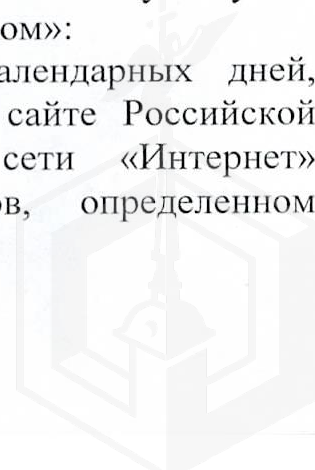 ом»:
алендарных дней,
сайте Российской
сети «Интернет»
ов, определенном